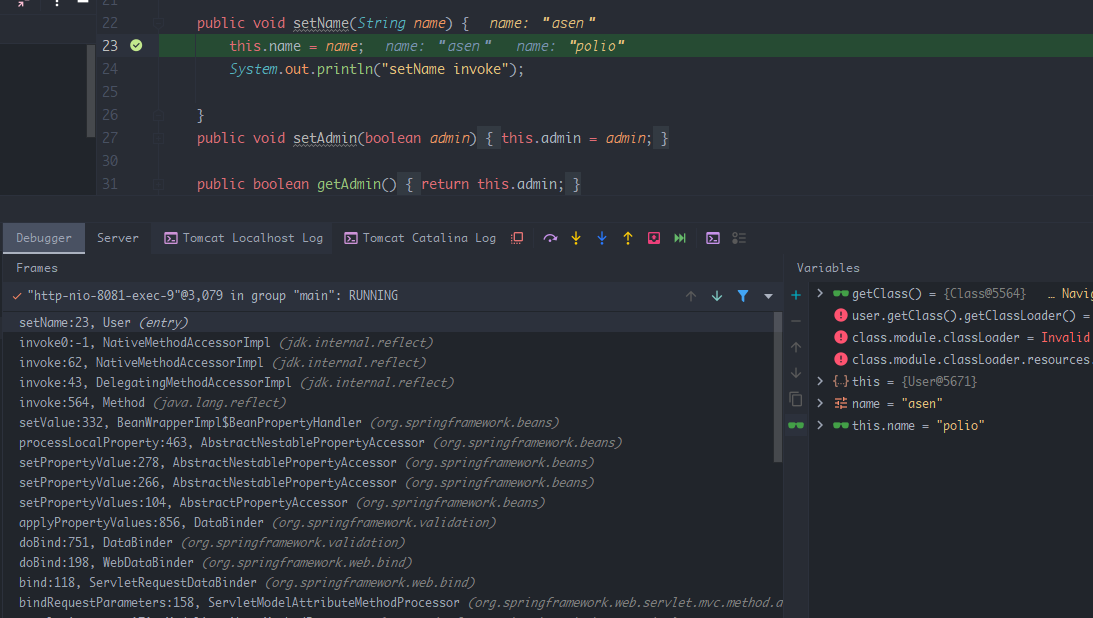 21
22 public void setName(String name) { name: "asen"
23 this.name = name; name: "asen" name: "polio"
24 System.out.println("setName invoke");
25
26 }
27 public void setAdmin(boolean admin) { this.admin = admin; }
30
31 public boolean getAdmin() { return this.admin; }
Debugger Server Tomcat Localhost Log Tomcat Catalina Log
Frames
"http-nio-8081-exec-9"@3,079 in group "main": RUNNING
setName:23, User (entry)
invoke0:-1, NativeMethodAccessorImpl (jdk.internal.reflect)
invoke:62, NativeMethodAccessorImpl (jdk.internal.reflect)
invoke:43, DelegatingMethodAccessorImpl (jdk.internal.reflect)
invoke:564, Method (java.lang.reflect)
setValue:332, BeanWrapperImpl$BeanPropertyHandler (org.springframework.beans)
processLocalProperty:463, AbstractNestablePropertyAccessor (org.springframework.beans)
setPropertyValue:278, AbstractNestablePropertyAccessor (org.springframework.beans)
setPropertyValue:266, AbstractNestablePropertyAccessor (org.springframework.beans)
setPropertyValues:104, AbstractPropertyAccessor (org.springframework.beans)
applyPropertyValues:856, DataBinder (org.springframework.validation)
doBind:751, DataBinder (org.springframework.validation)
doBind:198, WebDataBinder (org.springframework.web.bind)
bind:118, ServletRequestDataBinder (org.springframework.web.bind)
bindRequestParameters:158, ServletModelAttributeMethodProcessor (org.springframework.web.servlet.mvc.method.a
Variables
getClass() = {Class@5564} ... Navig
user.getClass().getClassLoader() =
class.module.classLoader = Invalid
class.module.classLoader.resources.
this = {User@5671}
name = "asen"
this.name = "polio"